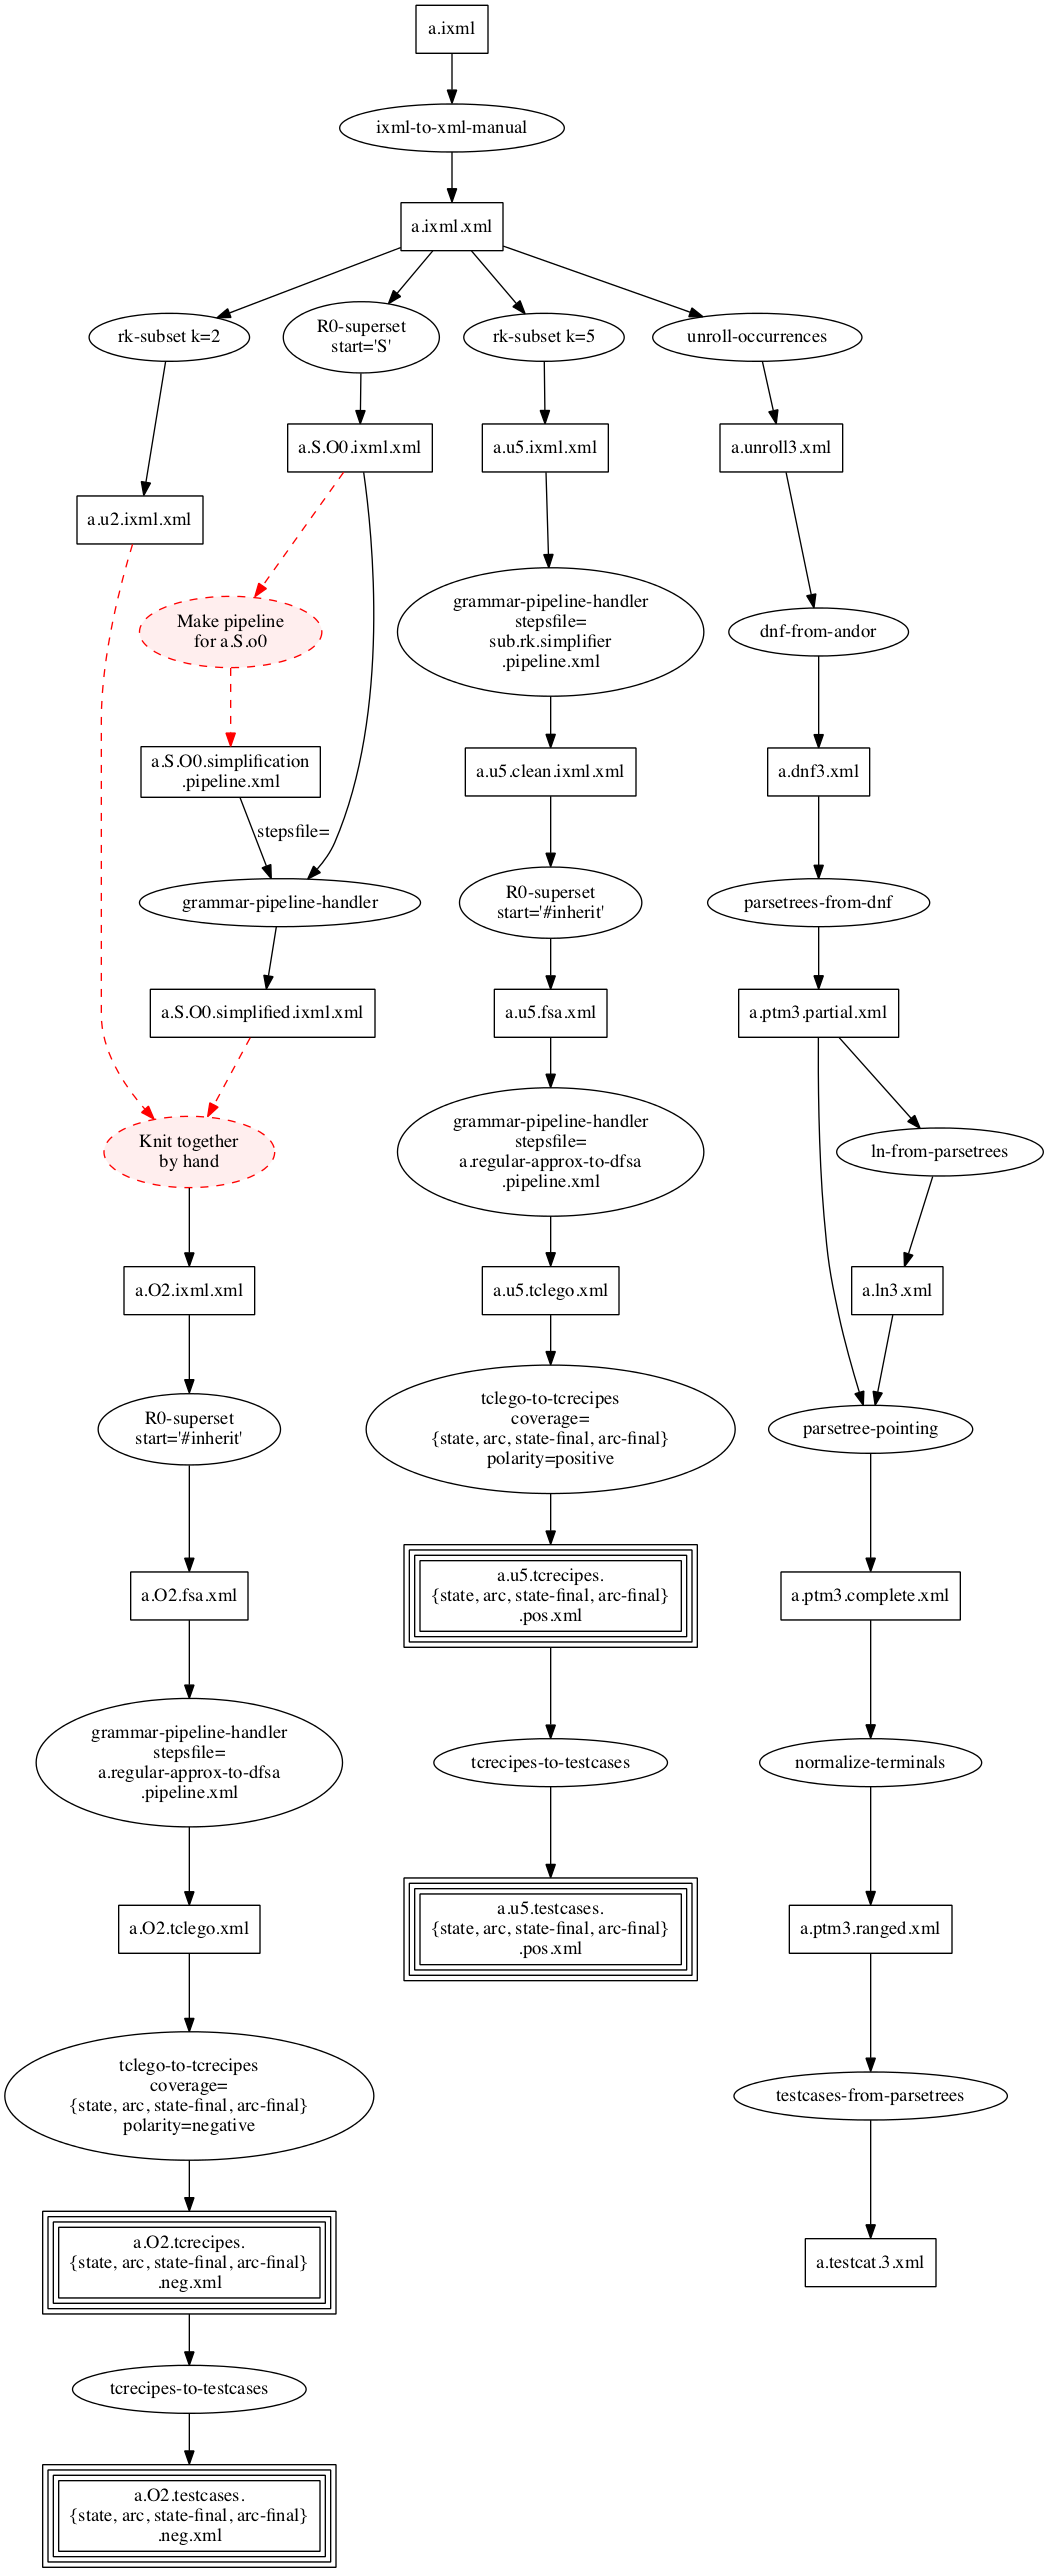 a.ixml
ixml-to-xml-manual
a.ixml.xml
rk-subset k=2
R0-superset
start='S'
rk-subset k=5
unroll-occurrences
a.S.O0.ixml.xml
a.u5.ixml.xml
a.unroll3.xml
a.u2.ixml.xml
Make pipeline
for a.S.o0
grammar-pipeline-handler
stepsfile=
sub.rk.simplifier
.pipeline.xml
dnf-from-andor
a.S.O0.simplification
.pipeline.xml
a.u5.clean.ixml.xml
a.dnf3.xml
stepsfile=
grammar-pipeline-handler
R0-superset
start='#inherit'
parsetrees-from-dnf
a.S.O0.simplified.ixml.xml
a.u5.fsa.xml
a.ptm3.partial.xml
Knit together
by hand
grammar-pipeline-handler
stepsfile=
a.regular-approx-to-dfsa
.pipeline.xml
ln-from-parsetrees
a.O2.ixml.xml
a.u5.tclego.xml
a.ln3.xml
R0-superset
start='#inherit'
tclego-to-tcrecipes
coverage=
{state, arc, state-final, arc-final}
polarity=positive
parsetree-pointing
a.O2.fsa.xml
a.u5.tcrecipes.
{state, arc, state-final, arc-final}
.pos.xml
a.ptm3.complete.xml
grammar-pipeline-handler
stepsfile=
a.regular-approx-to-dfsa
.pipeline.xml
tcrecipes-to-testcases
normalize-terminals
a.O2.tclego.xml
a.u5.testcases.
{state, arc, state-final, arc-final}
.pos.xml
a.ptm3.ranged.xml
tclego-to-tcrecipes
coverage=
{state, arc, state-final, arc-final}
polarity=negative
testcases-from-parsetrees
a.O2.tcrecipes.
{state, arc, state-final, arc-final}
.neg.xml
a.testcat.3.xml
tcrecipes-to-testcases
a.O2.testcases.
{state, arc, state-final, arc-final}
.neg.xml